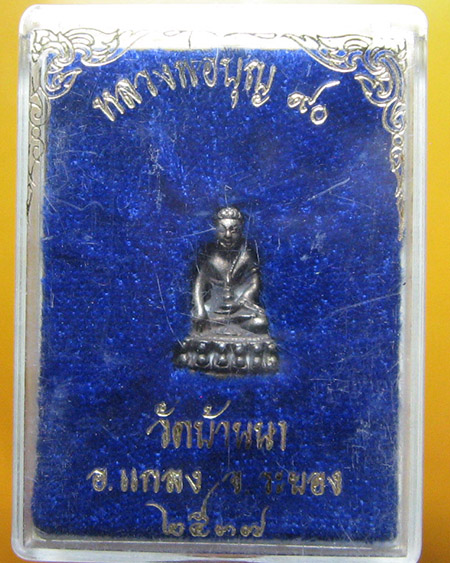 หลวงพ่อบุญ ๙๐
วัดบ้านนา
อ.แกลง จ.ระยอง
๒๕๓๗